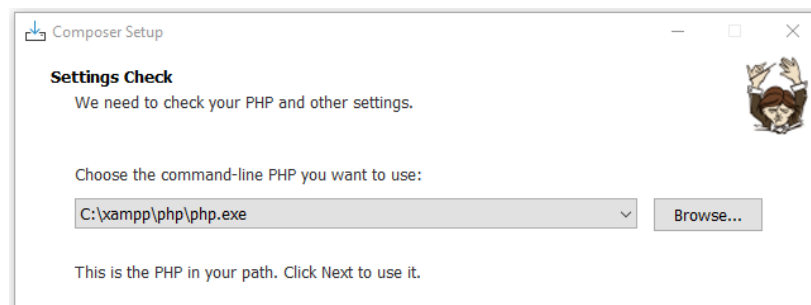 Composer Setup
Settings Check
We need to check your PHP and other settings.
Choose the command-line PHP you want to use:
C:\xampp\php\php.exe
Browse...
This is the PHP in your path. Click Next to use it.